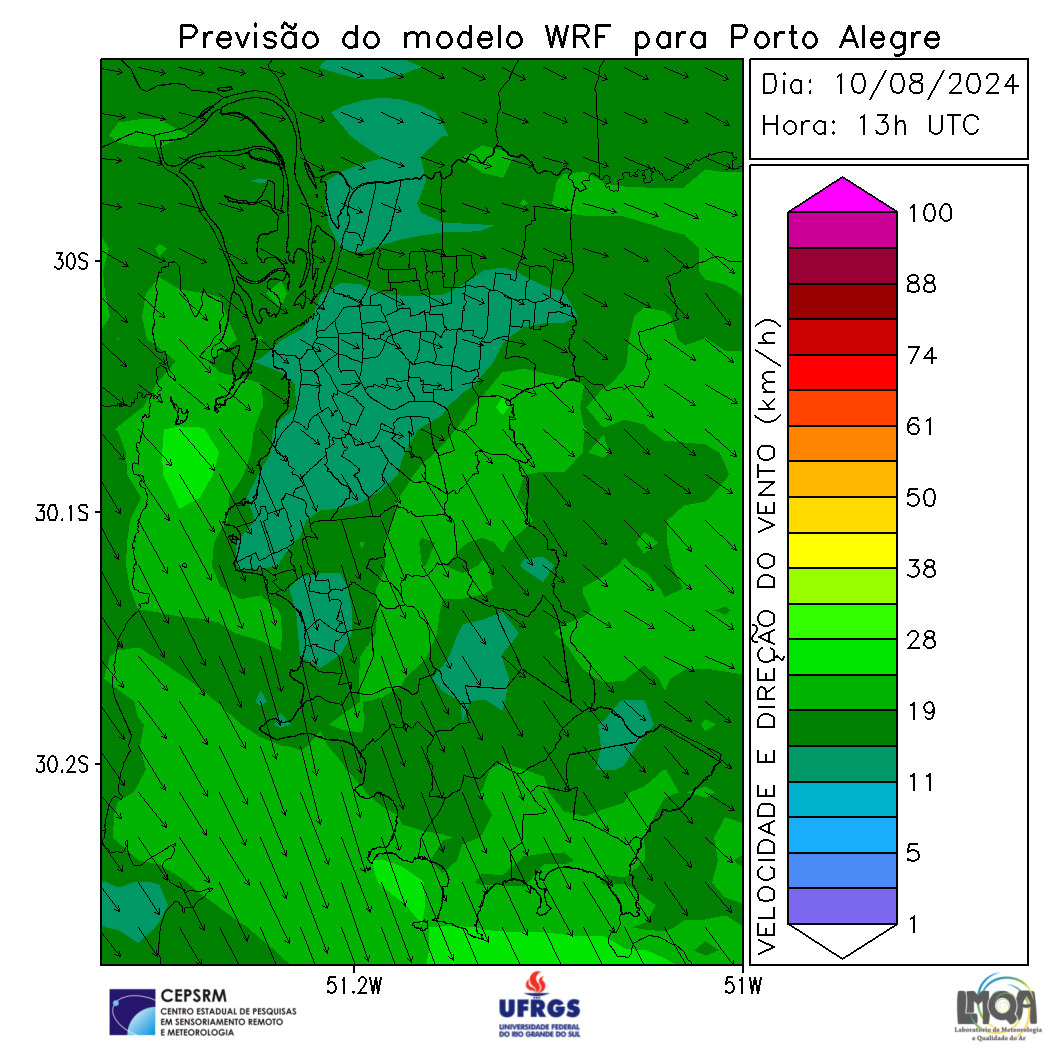 Previsão do modelo WRF para Porto Alegre
Dia: 10/08/2024
Hora: 13h UTC
30S
30.1S
30.2S
51.2W
51W
VELOCIDADE E DIREÇÃO DO VENTO (km/h)
100
88
74
61
50
38
28
19
11
5
1
CEPSRM
CENTRO ESTADUAL DE PESQUISAS
EM SENSORIAMENTO REMOTO
E METEOROLOGIA
UFRGS
UNIVERSIDADE FEDERAL
DO RIO GRANDE DO SUL
LMQA
Laboratório de Meteorologia
e Qualidade do Ar